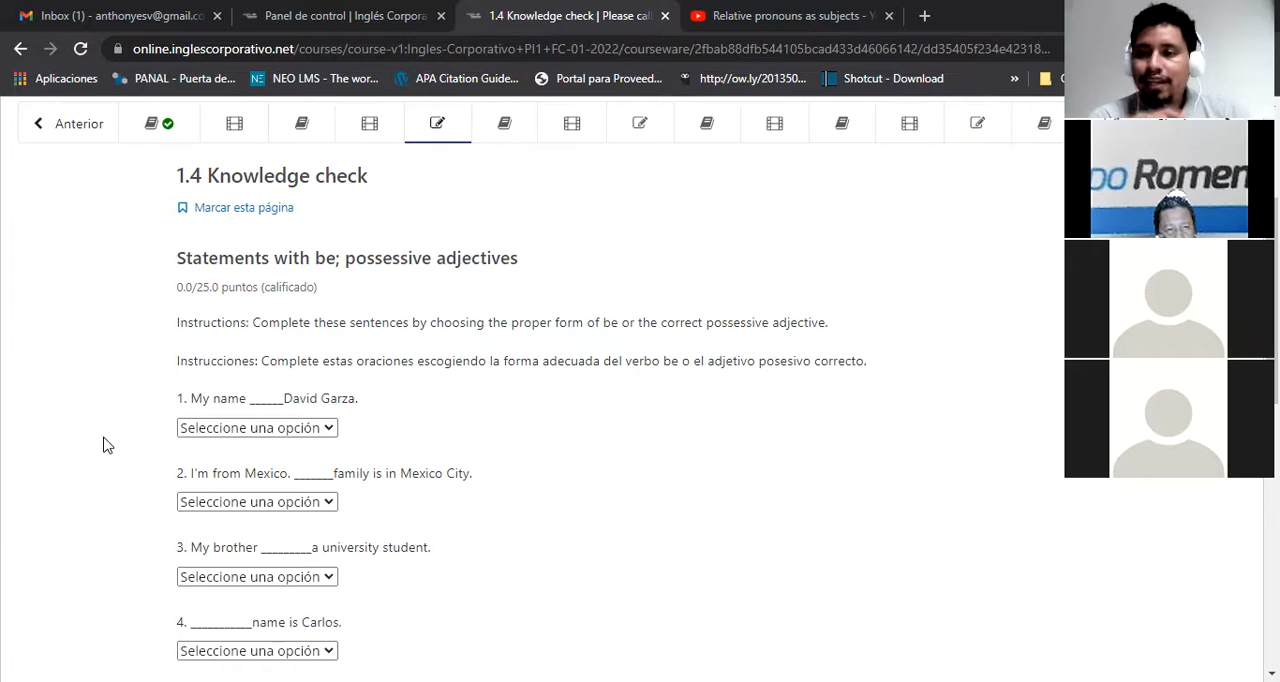 Inbox (1) - anthonyesv@gmail.co
Panel de control | Inglés Corpora
1.4 Knowledge check | Please cal
Relative pronouns as subjects - Y
online.inglescorporativo.net/courses/course-v1:Ingles-Corporativo+PI1+FC-01-2022/courseware/2fbab88dfb544105bcad433d46066142/dd35405f234e42318...
Aplicaciones
PANAL - Puerta de...
NEO LMS - The wor...
APA Citation Guide...
Portal para Proveed...
http://ow.ly/201350...
Shotcut - Download
»
Anterior
1.4 Knowledge check
Marcar esta página
Statements with be; possessive adjectives
0.0/25.0 puntos (calificado)
Instructions: Complete these sentences by choosing the proper form of be or the correct possessive adjective.
Instrucciones: Complete estas oraciones escogiendo la forma adecuada del verbo be o el adjetivo posesivo correcto.
1. My name ______David Garza.
Seleccione una opción
2. I'm from Mexico. _______family is in Mexico City.
Seleccione una opción
3. My brother _________a university student.
Seleccione una opción
4. ___________name is Carlos.
Seleccione una opción
po Romen